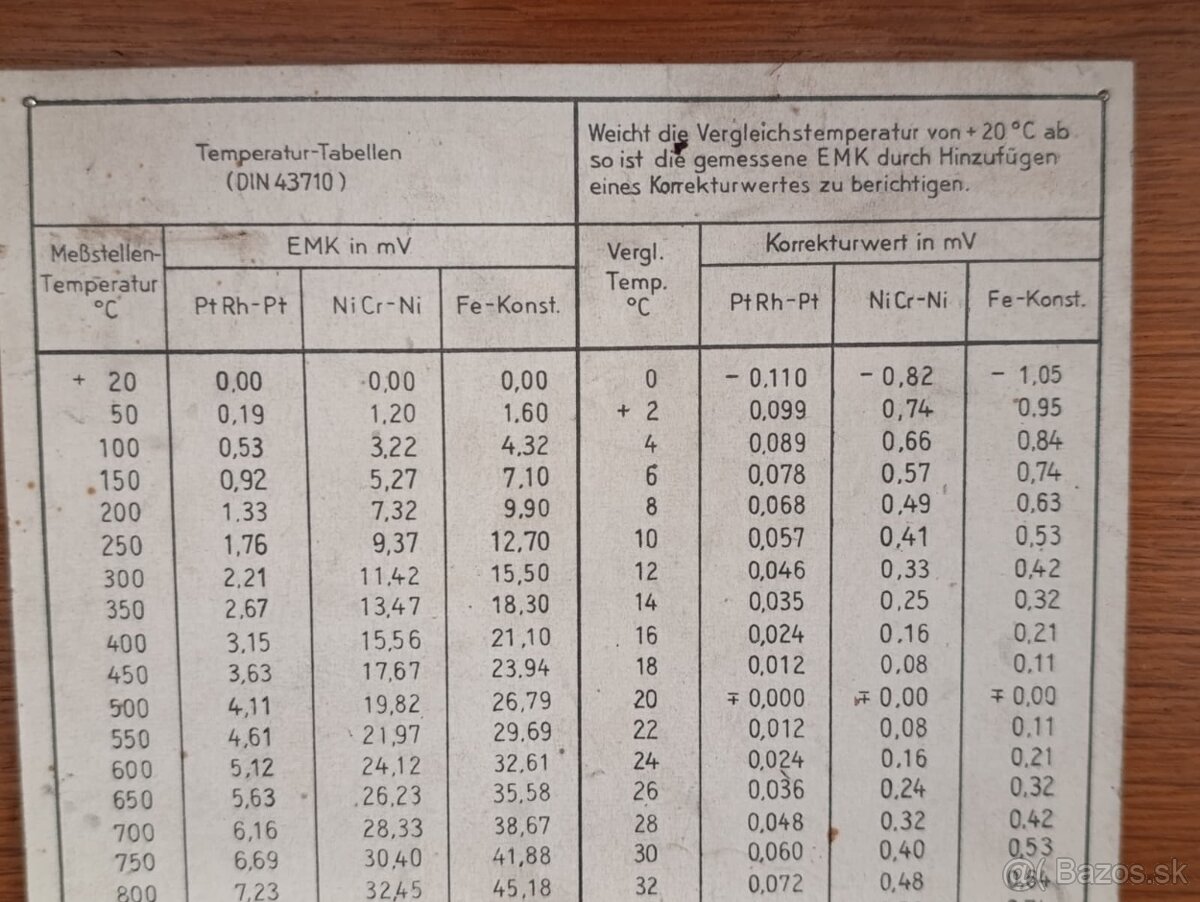 Temperatur-Tabellen
(DIN 43710)
Weicht die Vergleichstemperatur von + 20 °C ab
so ist die gemessene EMK durch Hinzufügen
eines Korrekturwertes zu berichtigen.
Meßstellen-
Temperatur
°C
EMK in mV
PtRh-Pt NiCr-Ni Fe-Konst.
Vergl.
Temp.
°C
Korrekturwert in mV
PtRh-Pt NiCr-Ni Fe-Konst.
+ 20 0,00 0,00 0,00 0 - 0,110 - 0,82 - 1,05
50 0,19 1,20 1,60 + 2 0,099 0,74 0,95
100 0,53 3,22 4,32 4 0,089 0,66 0,84
150 0,92 5,27 7,10 6 0,078 0,57 0,74
200 1,33 7,32 9,90 8 0,068 0,49 0,63
250 1,76 9,37 12,70 10 0,057 0,41 0,53
300 2,21 11,42 15,50 12 0,046 0,33 0,42
350 2,67 13,47 18,30 14 0,035 0,25 0,32
400 3,15 15,56 21,10 16 0,024 0,16 0,21
450 3,63 17,67 23,94 18 0,012 0,08 0,11
500 4,11 19,82 26,79 20 ∓ 0,000 ∓ 0,00 ∓ 0,00
550 4,61 21,97 29,69 22 0,012 0,08 0,11
600 5,12 24,12 32,61 24 0,024 0,16 0,21
650 5,63 26,23 35,58 26 0,036 0,24 0,32
700 6,16 28,33 38,67 28 0,048 0,32 0,42
750 6,69 30,40 41,88 30 0,060 0,40 0,53
800 7,23 32,45 45,18 32 0,072 0,48 0,64
Bazos.sk